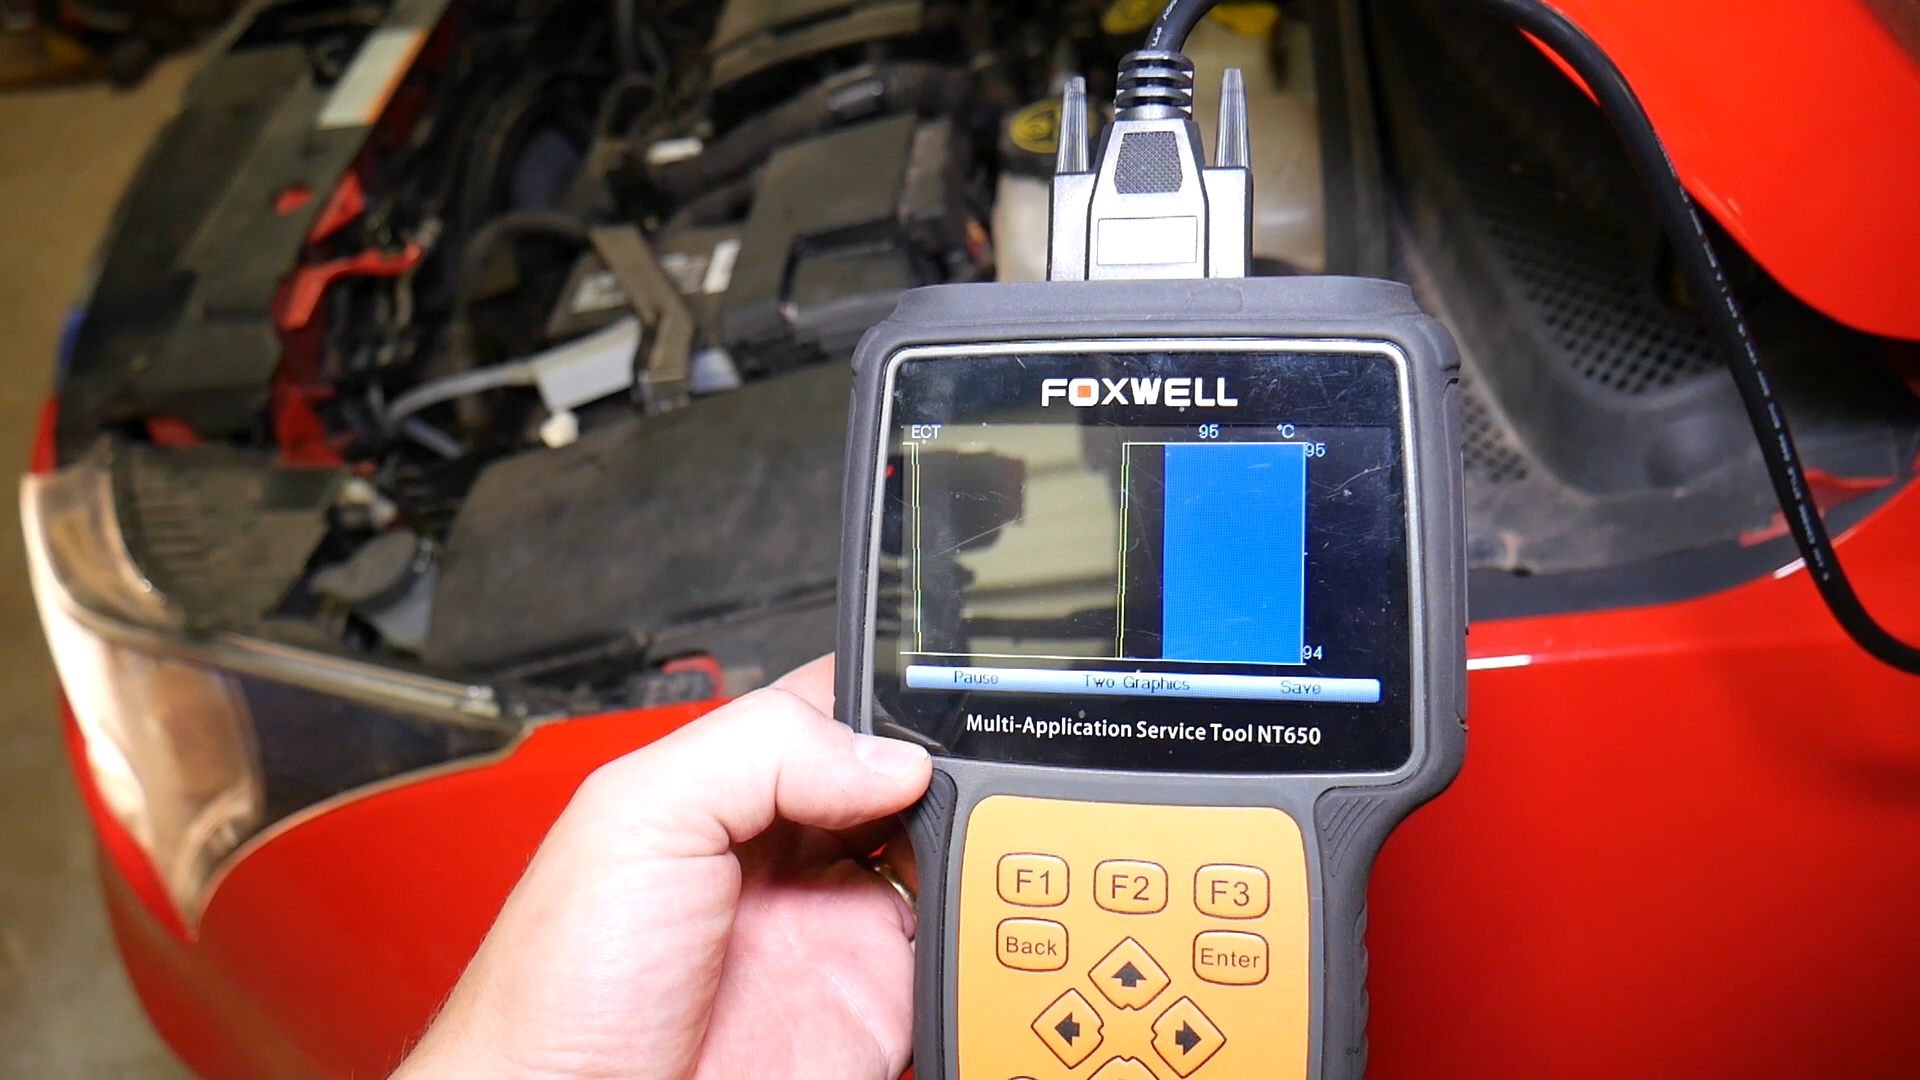 FOXWELL
ECT 95 °C
95
94
Pause Two Graphics Save
Multi-Application Service Tool NT650
F1 F2 F3
Back Enter